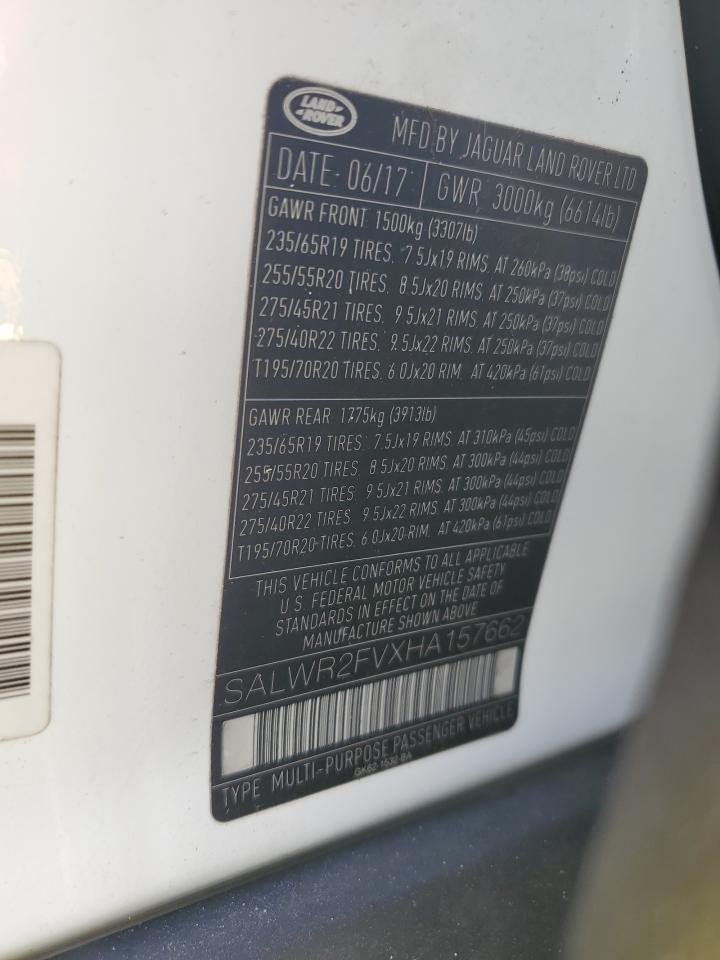 LAND-
-ROVER
MFD BY JAGUAR LAND ROVER LTD
DATE: 06/17 GWR 3000kg (6614lb)
GAWR FRONT 1500kg (3307lb)
235/65R19 TIRES, 7.5Jx19 RIMS, AT 260kPa (38psi) COLD
255/55R20 TIRES, 8.5Jx20 RIMS, AT 250kPa (37psi) COLD
275/45R21 TIRES, 9.5Jx21 RIMS, AT 250kPa (37psi) COLD
275/40R22 TIRES, 9.5Jx22 RIMS, AT 250kPa (37psi) COLD
T195/70R20 TIRES, 6.0Jx20 RIM, AT 420kPa (61psi) COLD
GAWR REAR 1775kg (3913lb)
235/65R19 TIRES, 7.5Jx19 RIMS, AT 310kPa (45psi) COLD
255/55R20 TIRES, 8.5Jx20 RIMS, AT 300kPa (44psi) COLD
275/45R21 TIRES, 9.5Jx21 RIMS, AT 300kPa (44psi) COLD
275/40R22 TIRES, 9.5Jx22 RIMS, AT 300kPa (44psi) COLD
T195/70R20-TIRES, 6.0Jx20-RIM, AT 420kPa (61psi) COLD
THIS VEHICLE CONFORMS TO ALL APPLICABLE
U.S. FEDERAL MOTOR VEHICLE SAFETY
STANDARDS IN EFFECT ON THE DATE OF
MANUFACTURE SHOWN ABOVE
SALWR2FVXHA157662
TYPE: MULTI-PURPOSE PASSENGER VEHICLE
GK62-1532-BA